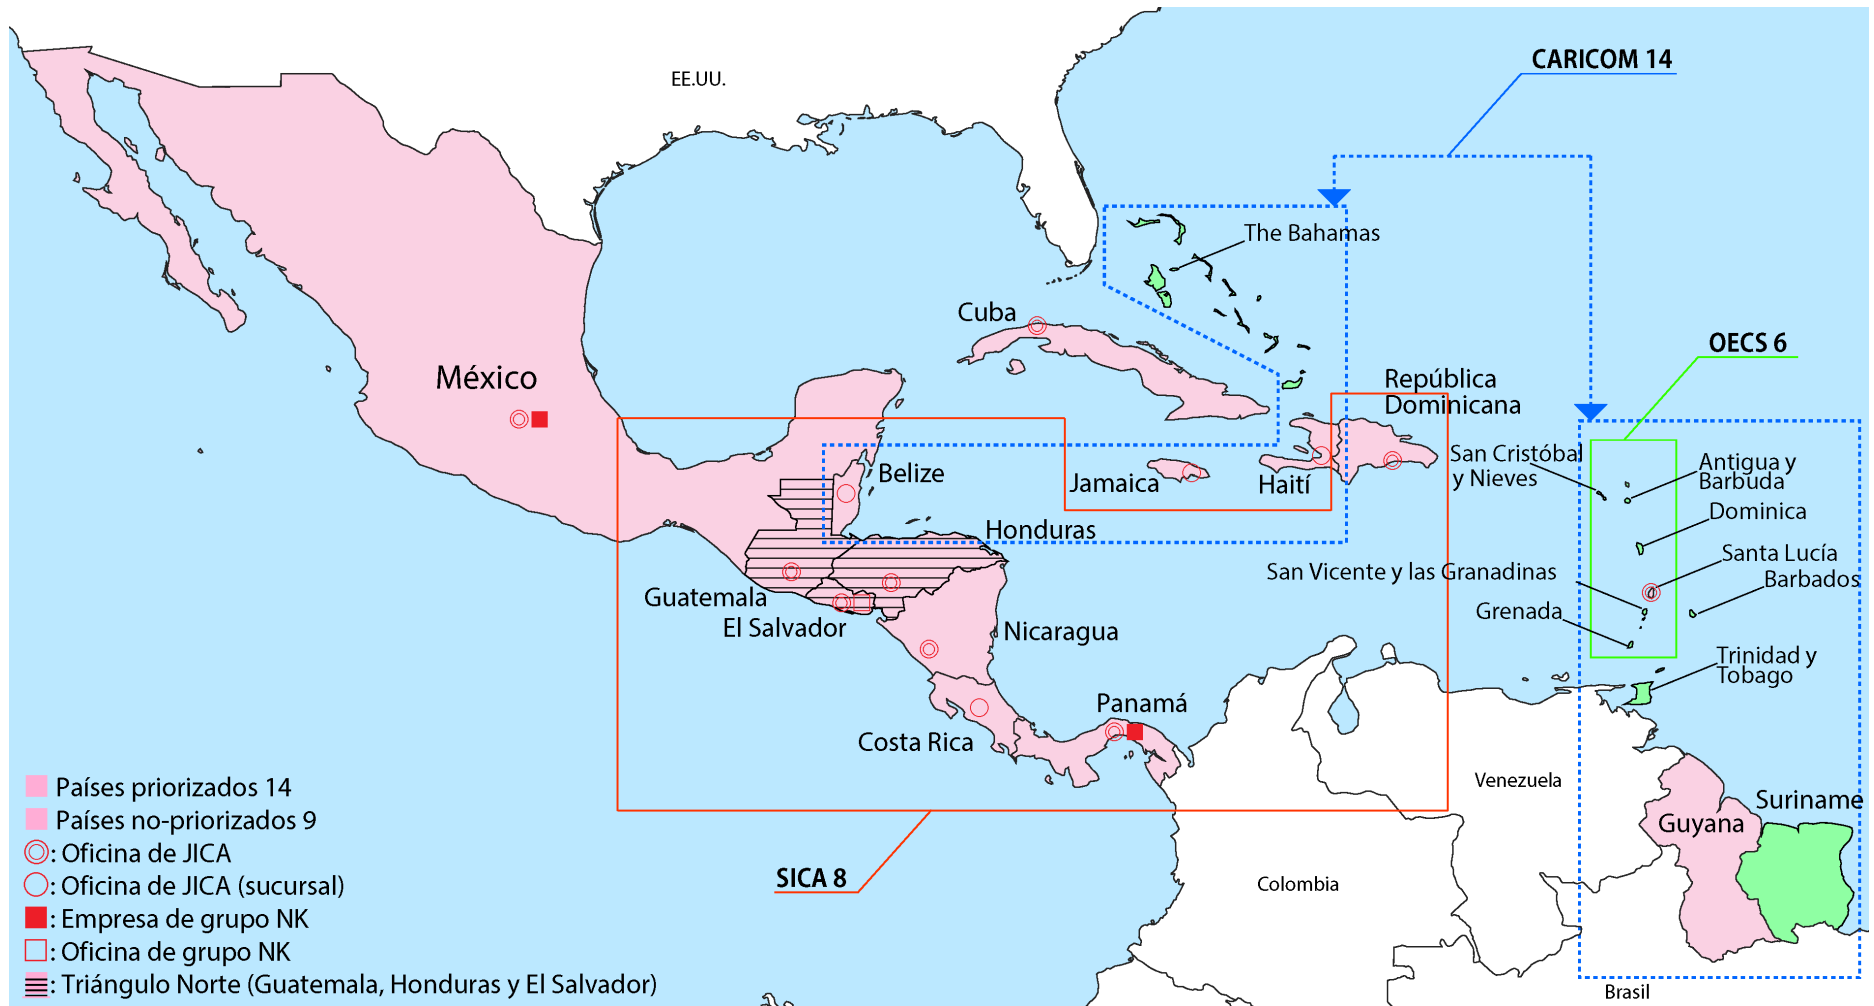 EE.UU.
CARICOM 14
The Bahamas
Cuba
OECS 6
México
República
Dominicana
San Cristóbal
y Nieves
Antigua y
Barbuda
Belize
Jamaica
Haití
Dominica
Honduras
Santa Lucía
San Vicente y las Granadinas
Barbados
Guatemala
El Salvador
Grenada
Nicaragua
Trinidad y
Tobago
Panamá
Costa Rica
Venezuela
Suriname
Guyana
SICA 8
Colombia
Brasil
Países priorizados 14
Países no-priorizados 9
: Oficina de JICA
: Oficina de JICA (sucursal)
: Empresa de grupo NK
: Oficina de grupo NK
: Triángulo Norte (Guatemala, Honduras y El Salvador)